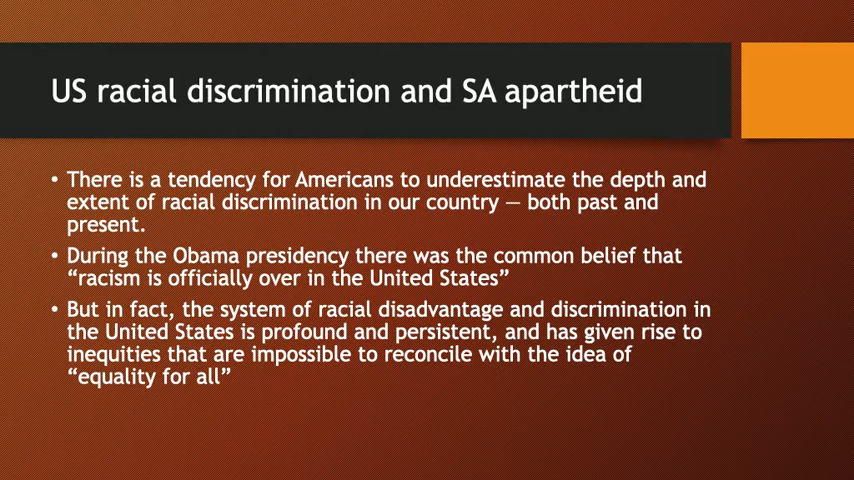 US racial discrimination and SA apartheid
• There is a tendency for Americans to underestimate the depth and
extent of racial discrimination in our country — both past and
present.
• During the Obama presidency there was the common belief that
“racism is officially over in the United States”
• But in fact, the system of racial disadvantage and discrimination in
the United States is profound and persistent, and has given rise to
inequities that are impossible to reconcile with the idea of
“equality for all”